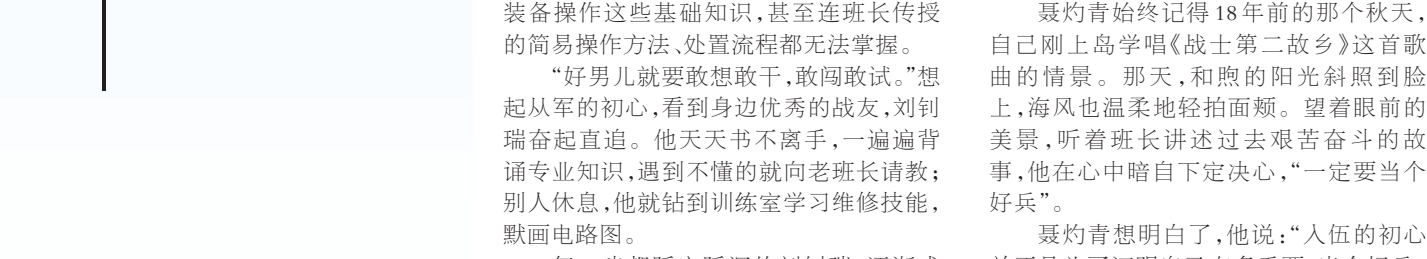 装备操作这些基础知识，甚至连班长传授
的简易操作方法、处置流程都无法掌握。
“好男儿就要敢想敢干，敢闯敢试。”想
起从军的初心，看到身边优秀的战友，刘钊
瑞奋起直追。他天天书不离手，一遍遍背
诵专业知识，遇到不懂的就向老班长请教；
别人休息，他就钻到训练室学习维修技能，
默画电路图。
聂灼青始终记得18年前的那个秋天，
自己刚上岛学唱《战士第二故乡》这首歌
曲的情景。那天，和煦的阳光斜照到脸
上，海风也温柔地轻拍面颊。望着眼前的
美景，听着班长讲述过去艰苦奋斗的故
事，他在心中暗自下定决心，“一定要当个
好兵”。
聂灼青想明白了，他说：“入伍的初心